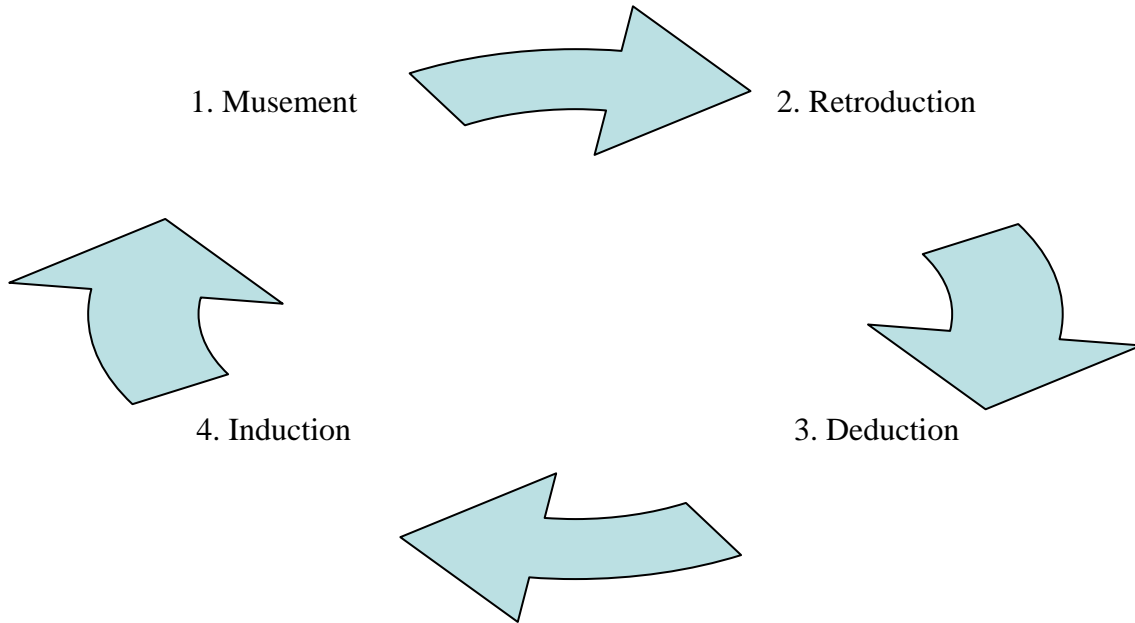 1. Musement
2. Retroduction
4. Induction
3. Deduction